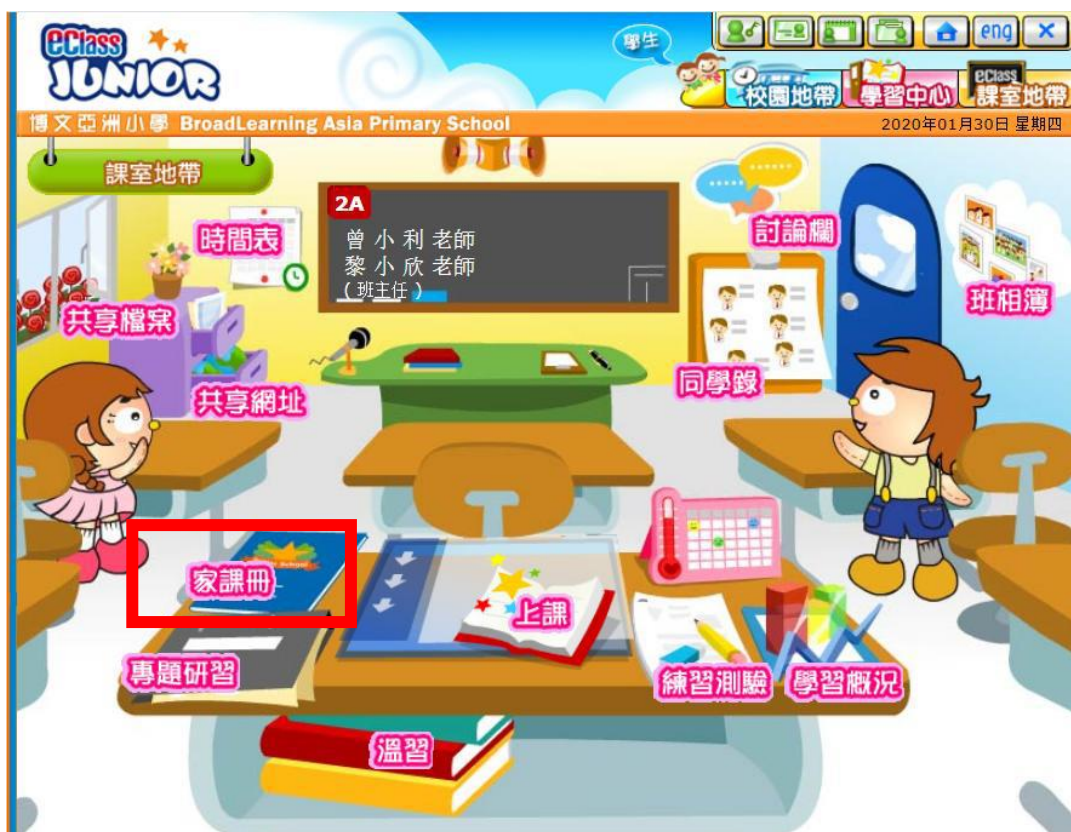 eClass
JUNIOR
學生
eng
校園地帶
學習中心
eClass
課室地帶
博文亞洲小學 BroadLearning Asia Primary School
2020年01月30日 星期四
課室地帶
2A
曾 小 利 老師
黎 小 欣 老師
( 班主任 )
時間表
討論欄
班相簿
共享檔案
共享網址
同學錄
家課冊
上課
專題研習
練習測驗
學習概況
溫習